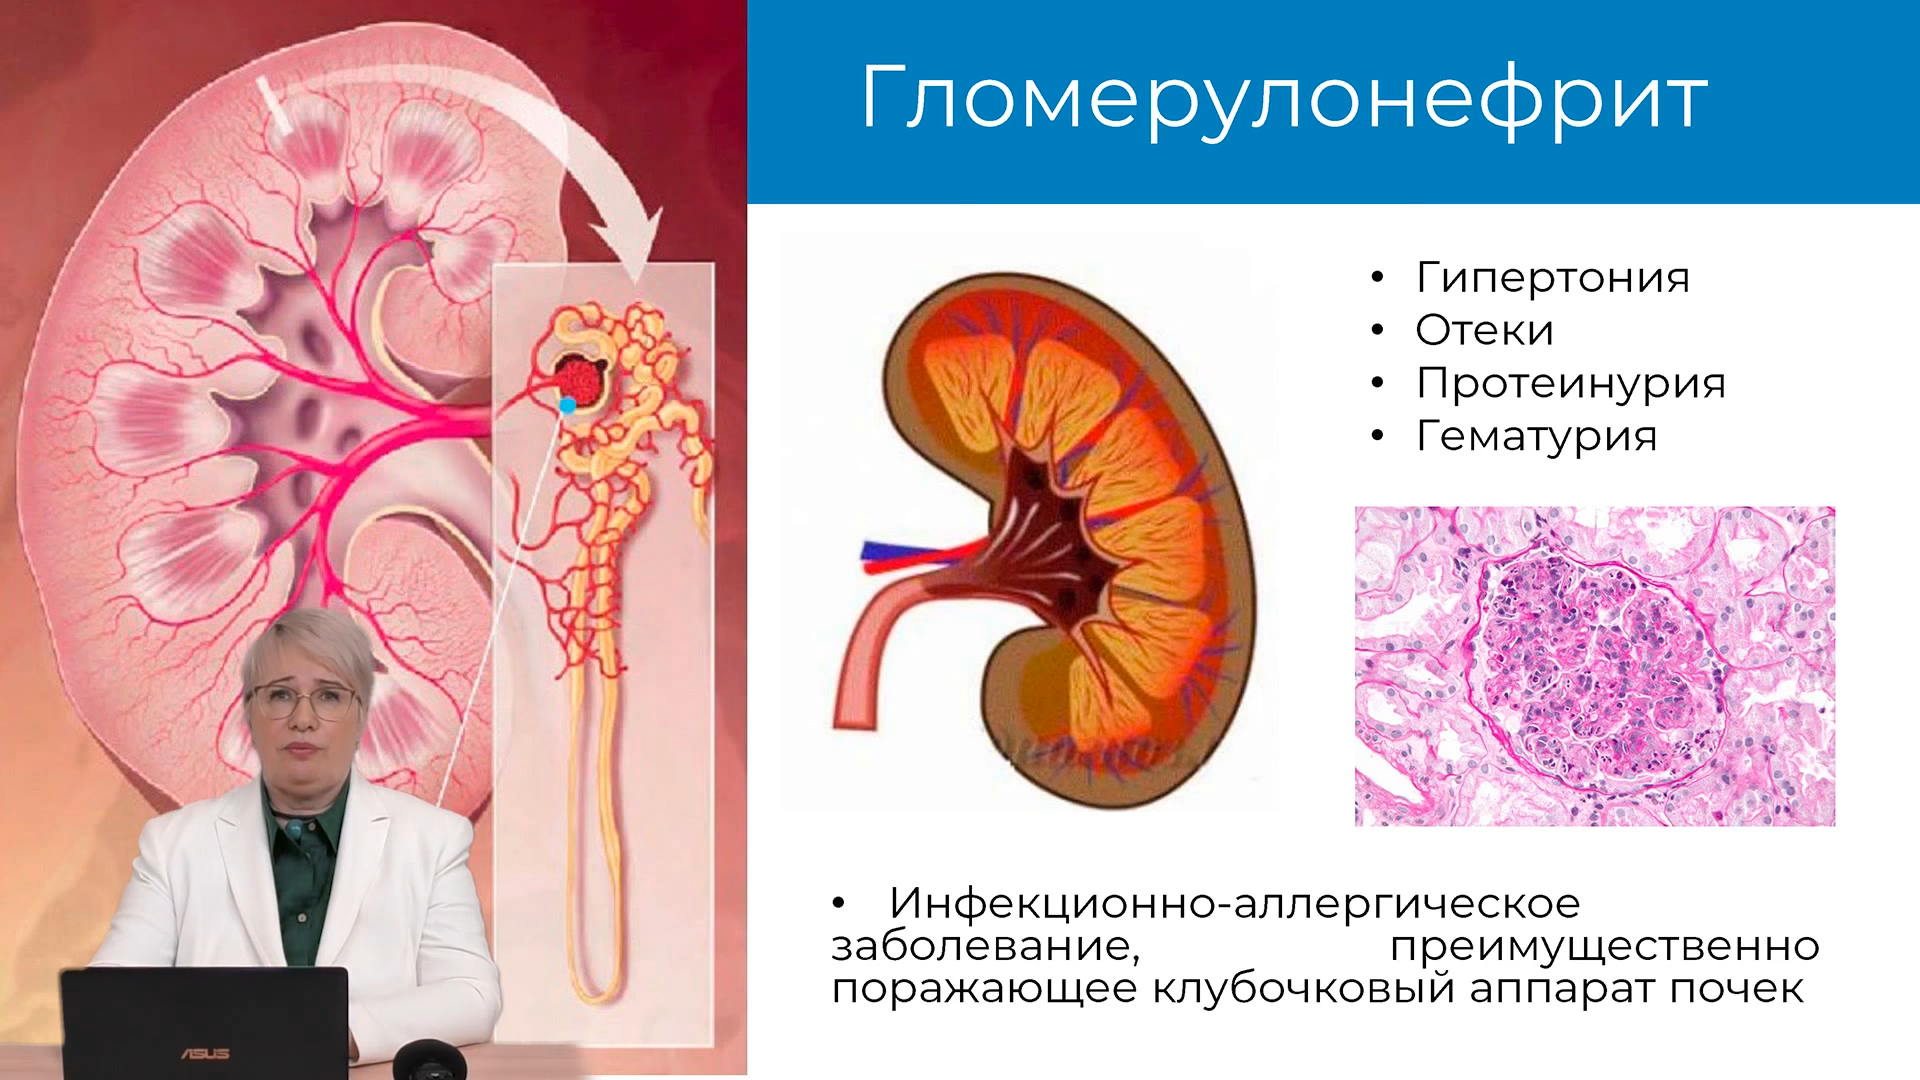 Гломерулонефрит
• Гипертония
• Отеки
• Протеинурия
• Гематурия
• Инфекционно-аллергическое
заболевание, преимущественно
поражающее клубочковый аппарат почек
ASUS